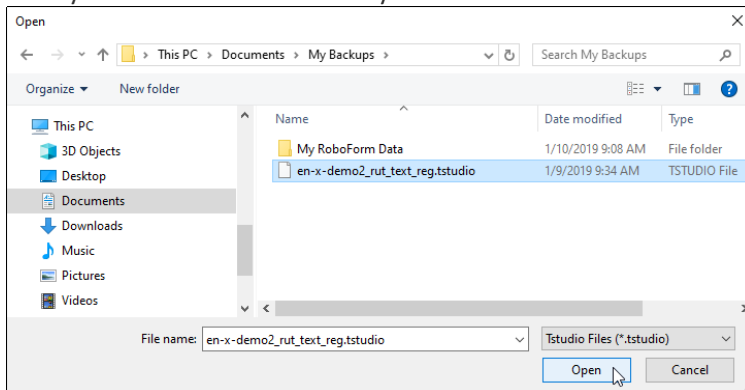 Open
This PC > Documents > My Backups >
Search My Backups
Organize
New folder
Name
Date modified
Type
This PC
3D Objects
Desktop
Documents
Downloads
Music
Pictures
Videos
My RoboForm Data
1/10/2019 9:08 AM
File folder
en-x-demo2_rut_text_reg.tstudio
1/9/2019 9:34 AM
TSTUDIO File
File name:
en-x-demo2_rut_text_reg.tstudio
Tstudio Files (*.tstudio)
Open
Cancel